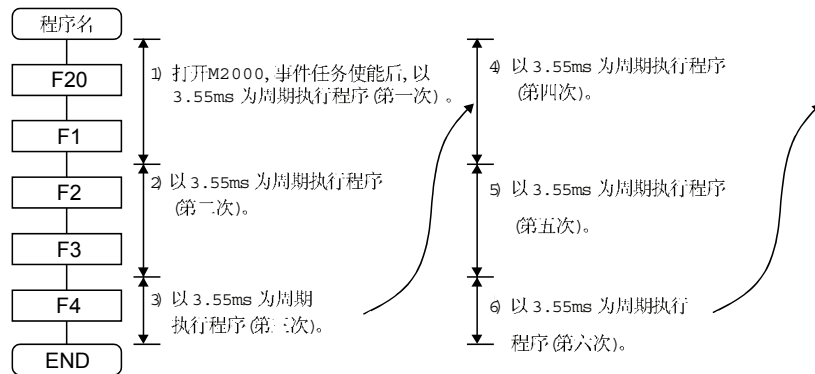 程序名
F20
F1
F2
F3
F4
END
1) 打开M2000,事件任务使能后,以
3.55ms 为周期执行程序(第一次)。
2) 以3.55ms 为周期执行程序
(第二次)。
3) 以3.55ms 为周期
执行程序(第三次)。
4) 以3.55ms 为周期执行程序
(第四次)。
5) 以3.55ms 为周期执行程序
(第五次)。
6) 以3.55ms 为周期执行
程序(第六次)。